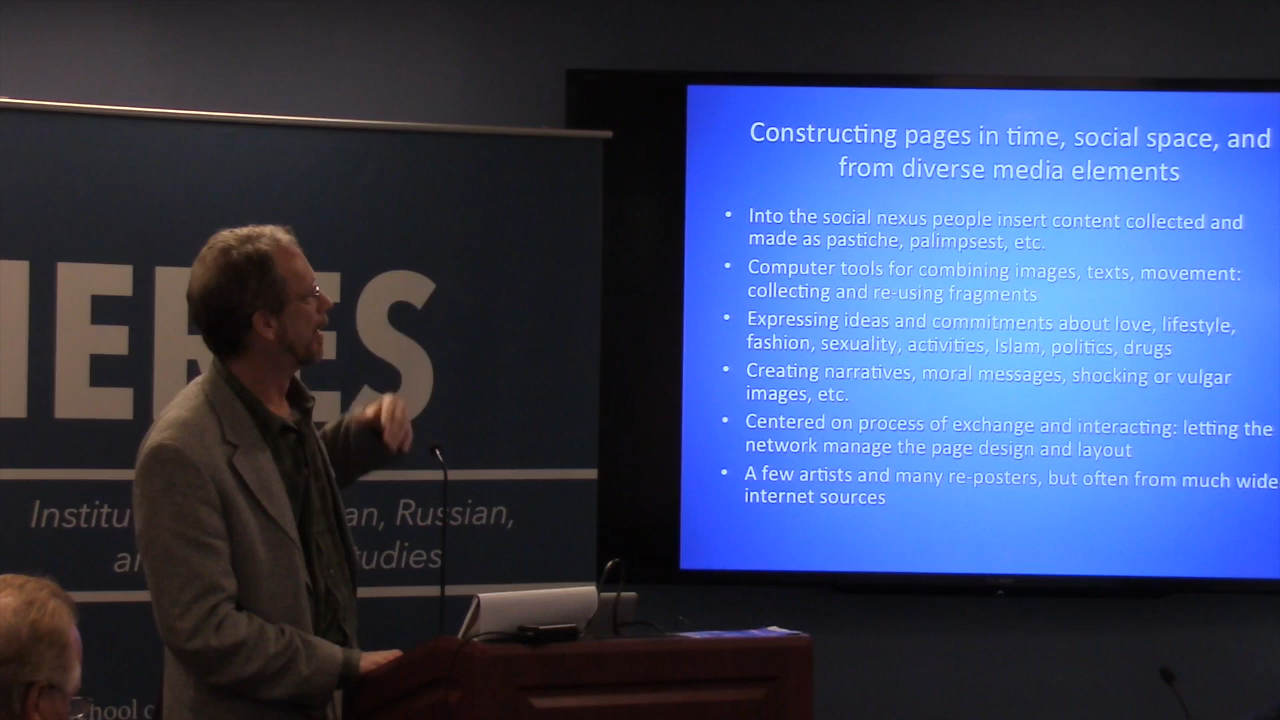 IERES
Institu an, Russian,
an tudies
hool c
Constructing pages in time, social space, and
from diverse media elements
• Into the social nexus people insert content collected and
made as pastiche, palimpsest, etc.
• Computer tools for combining images, texts, movement:
collecting and re-using fragments
• Expressing ideas and commitments about love, lifestyle,
fashion, sexuality, activities, Islam, politics, drugs
• Creating narratives, moral messages, shocking or vulgar
images, etc.
• Centered on process of exchange and interacting: letting the
network manage the page design and layout
• A few artists and many re-posters, but often from much wide
internet sources